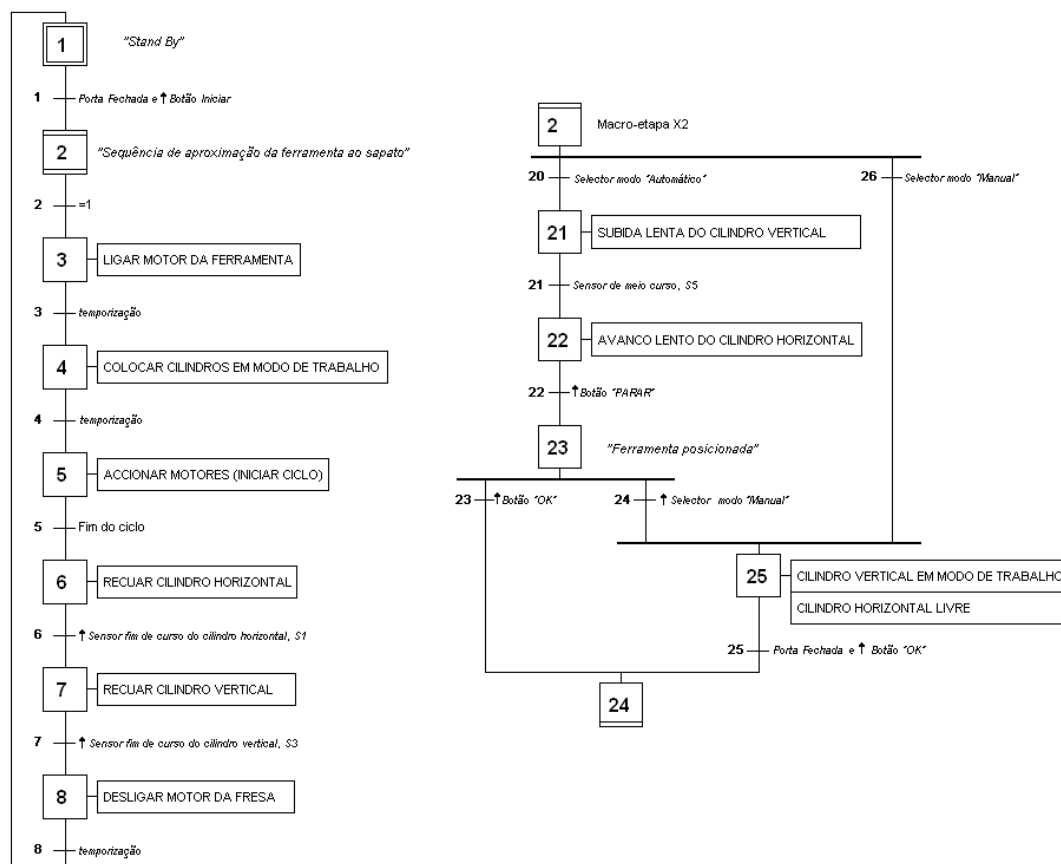 1 "Stand By"
1 Porta Fechada e ↑ Botão Iniciar
2 "Sequência de aproximação da ferramenta ao sapato"
2 =1
3 LIGAR MOTOR DA FERRAMENTA
3 temporização
4 COLOCAR CILINDROS EM MODO DE TRABALHO
4 temporização
5 ACCIONAR MOTORES (INICIAR CICLO)
5 Fim do ciclo
6 RECUAR CILINDRO HORIZONTAL
6 ↑ Sensor fim de curso do cilindro horizontal, S1
7 RECUAR CILINDRO VERTICAL
7 ↑ Sensor fim de curso do cilindro vertical, S3
8 DESLIGAR MOTOR DA FRESA
8 temporização
2 Macro-etapa X2
20 Selector modo "Automático"
26 Selector modo "Manual"
21 SUBIDA LENTA DO CILINDRO VERTICAL
21 Sensor de meio curso, S5
22 AVANCO LENTO DO CILINDRO HORIZONTAL
22 ↑ Botão "PARAR"
23 "Ferramenta posicionada"
23 ↑ Botão "OK"
24 ↑ Selector modo "Manual"
25 CILINDRO VERTICAL EM MODO DE TRABALHO
CILINDRO HORIZONTAL LIVRE
25 Porta Fechada e ↑ Botão "OK"
24